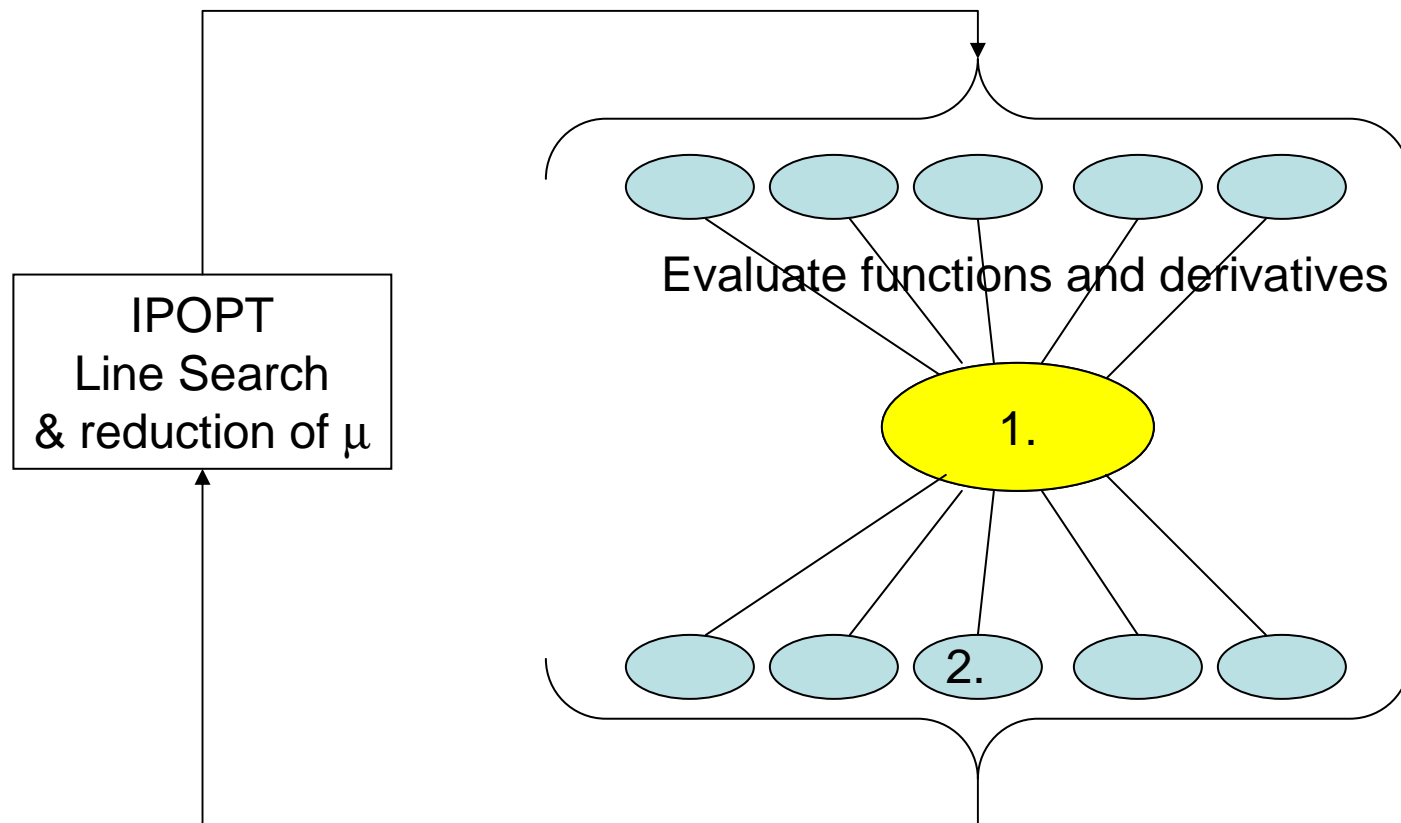 Evaluate functions and derivatives
IPOPT
Line Search
& reduction of μ
1.
2.